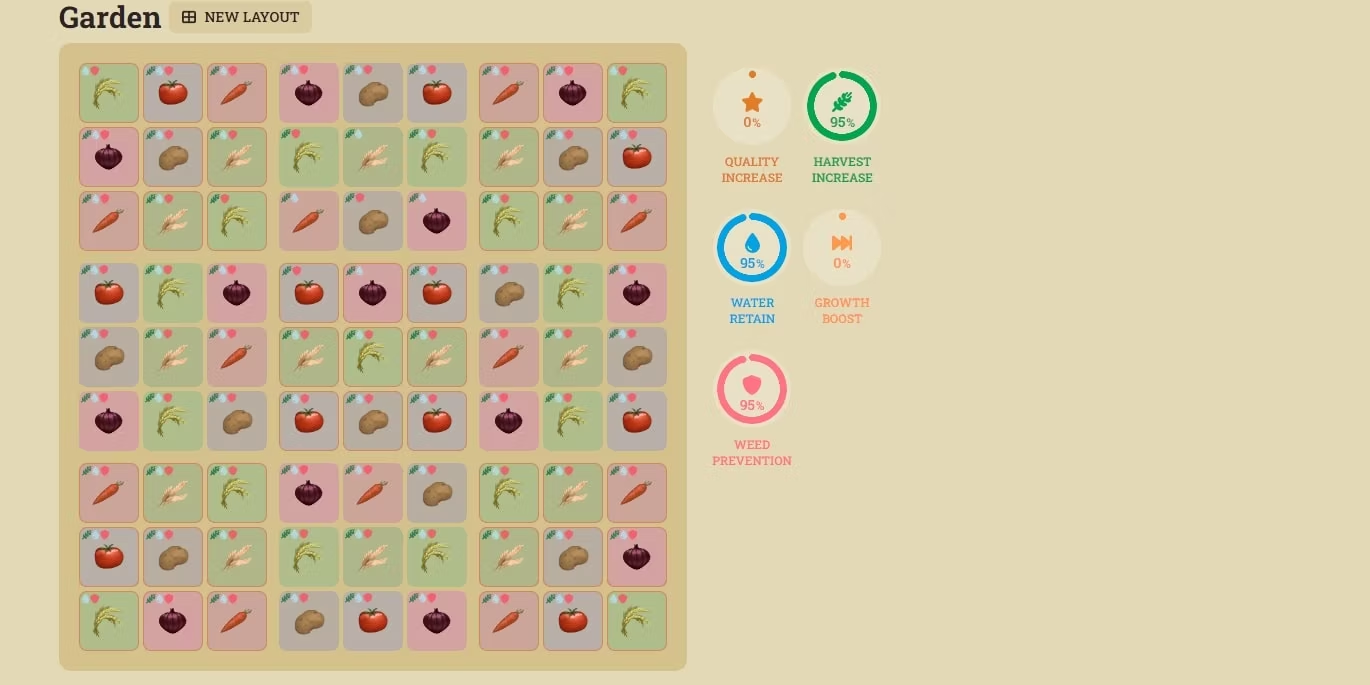 Garden
NEW LAYOUT
0%
95%
QUALITY
INCREASE
HARVEST
INCREASE
95%
0%
WATER
RETAIN
GROWTH
BOOST
95%
WEED
PREVENTION